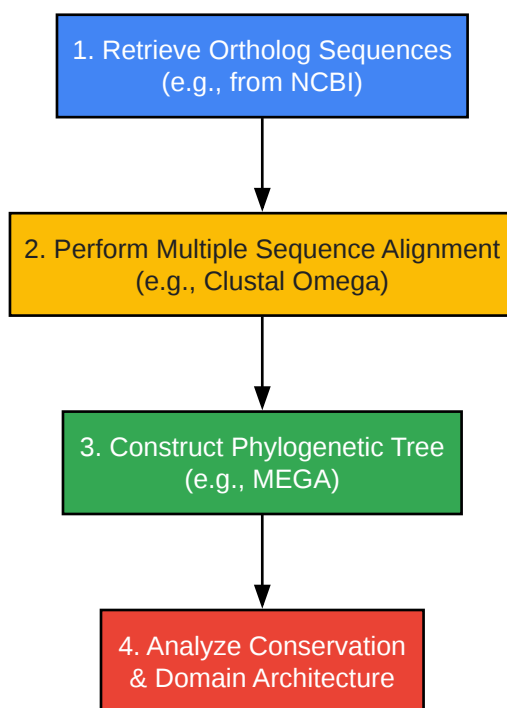 1. Retrieve Ortholog Sequences
(e.g., from NCBI)
2. Perform Multiple Sequence Alignment
(e.g., Clustal Omega)
3. Construct Phylogenetic Tree
(e.g., MEGA)
4. Analyze Conservation
& Domain Architecture